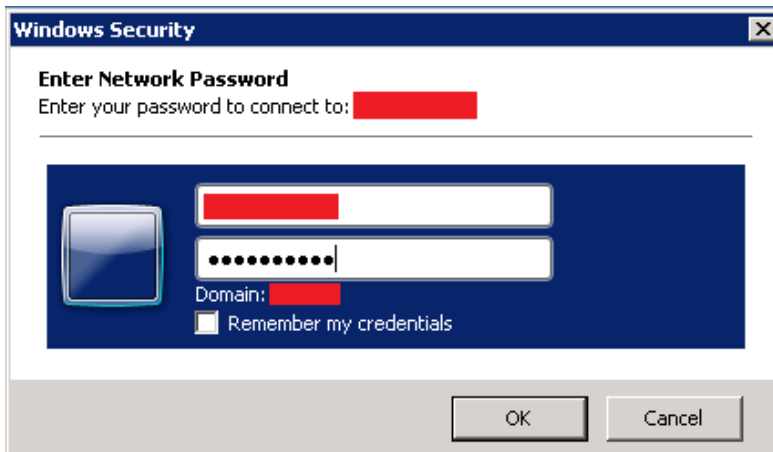 Windows Security
Enter Network Password
Enter your password to connect to:
●●●●●●●●●●
Domain:
Remember my credentials
OK
Cancel